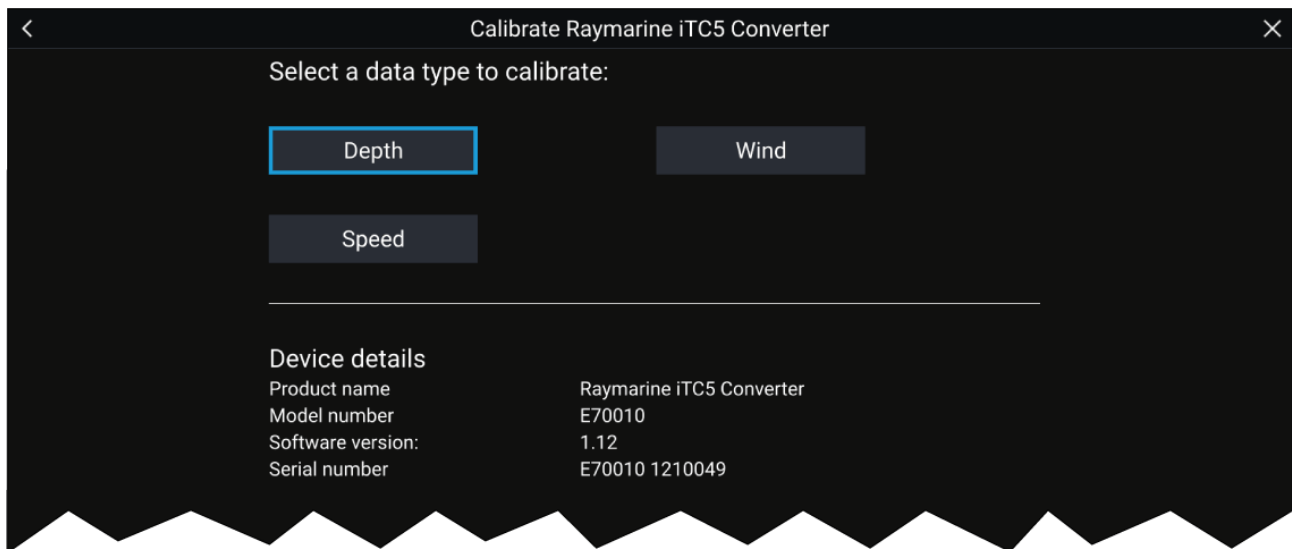 Calibrate Raymarine iTC5 Converter
Select a data type to calibrate:
Depth Wind
Speed
Device details
Product name Raymarine iTC5 Converter
Model number E70010
Software version: 1.12
Serial number E70010 1210049